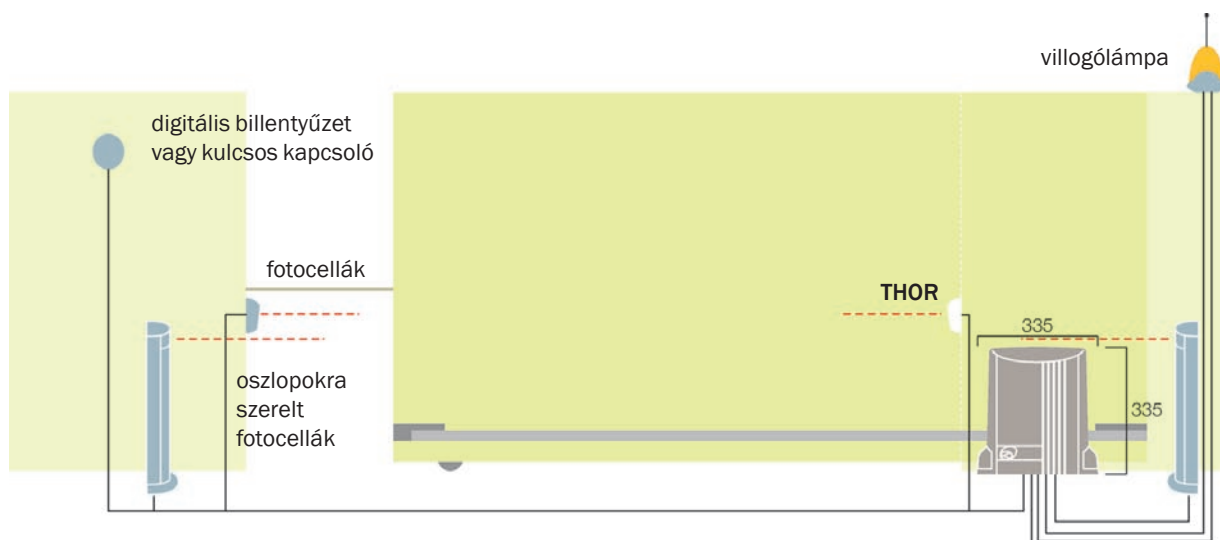 villogólámpa
digitális billentyűzet
vagy kulcsos kapcsoló
fotocellák
THOR
335
335
oszlopokra
szerelt
fotocellák